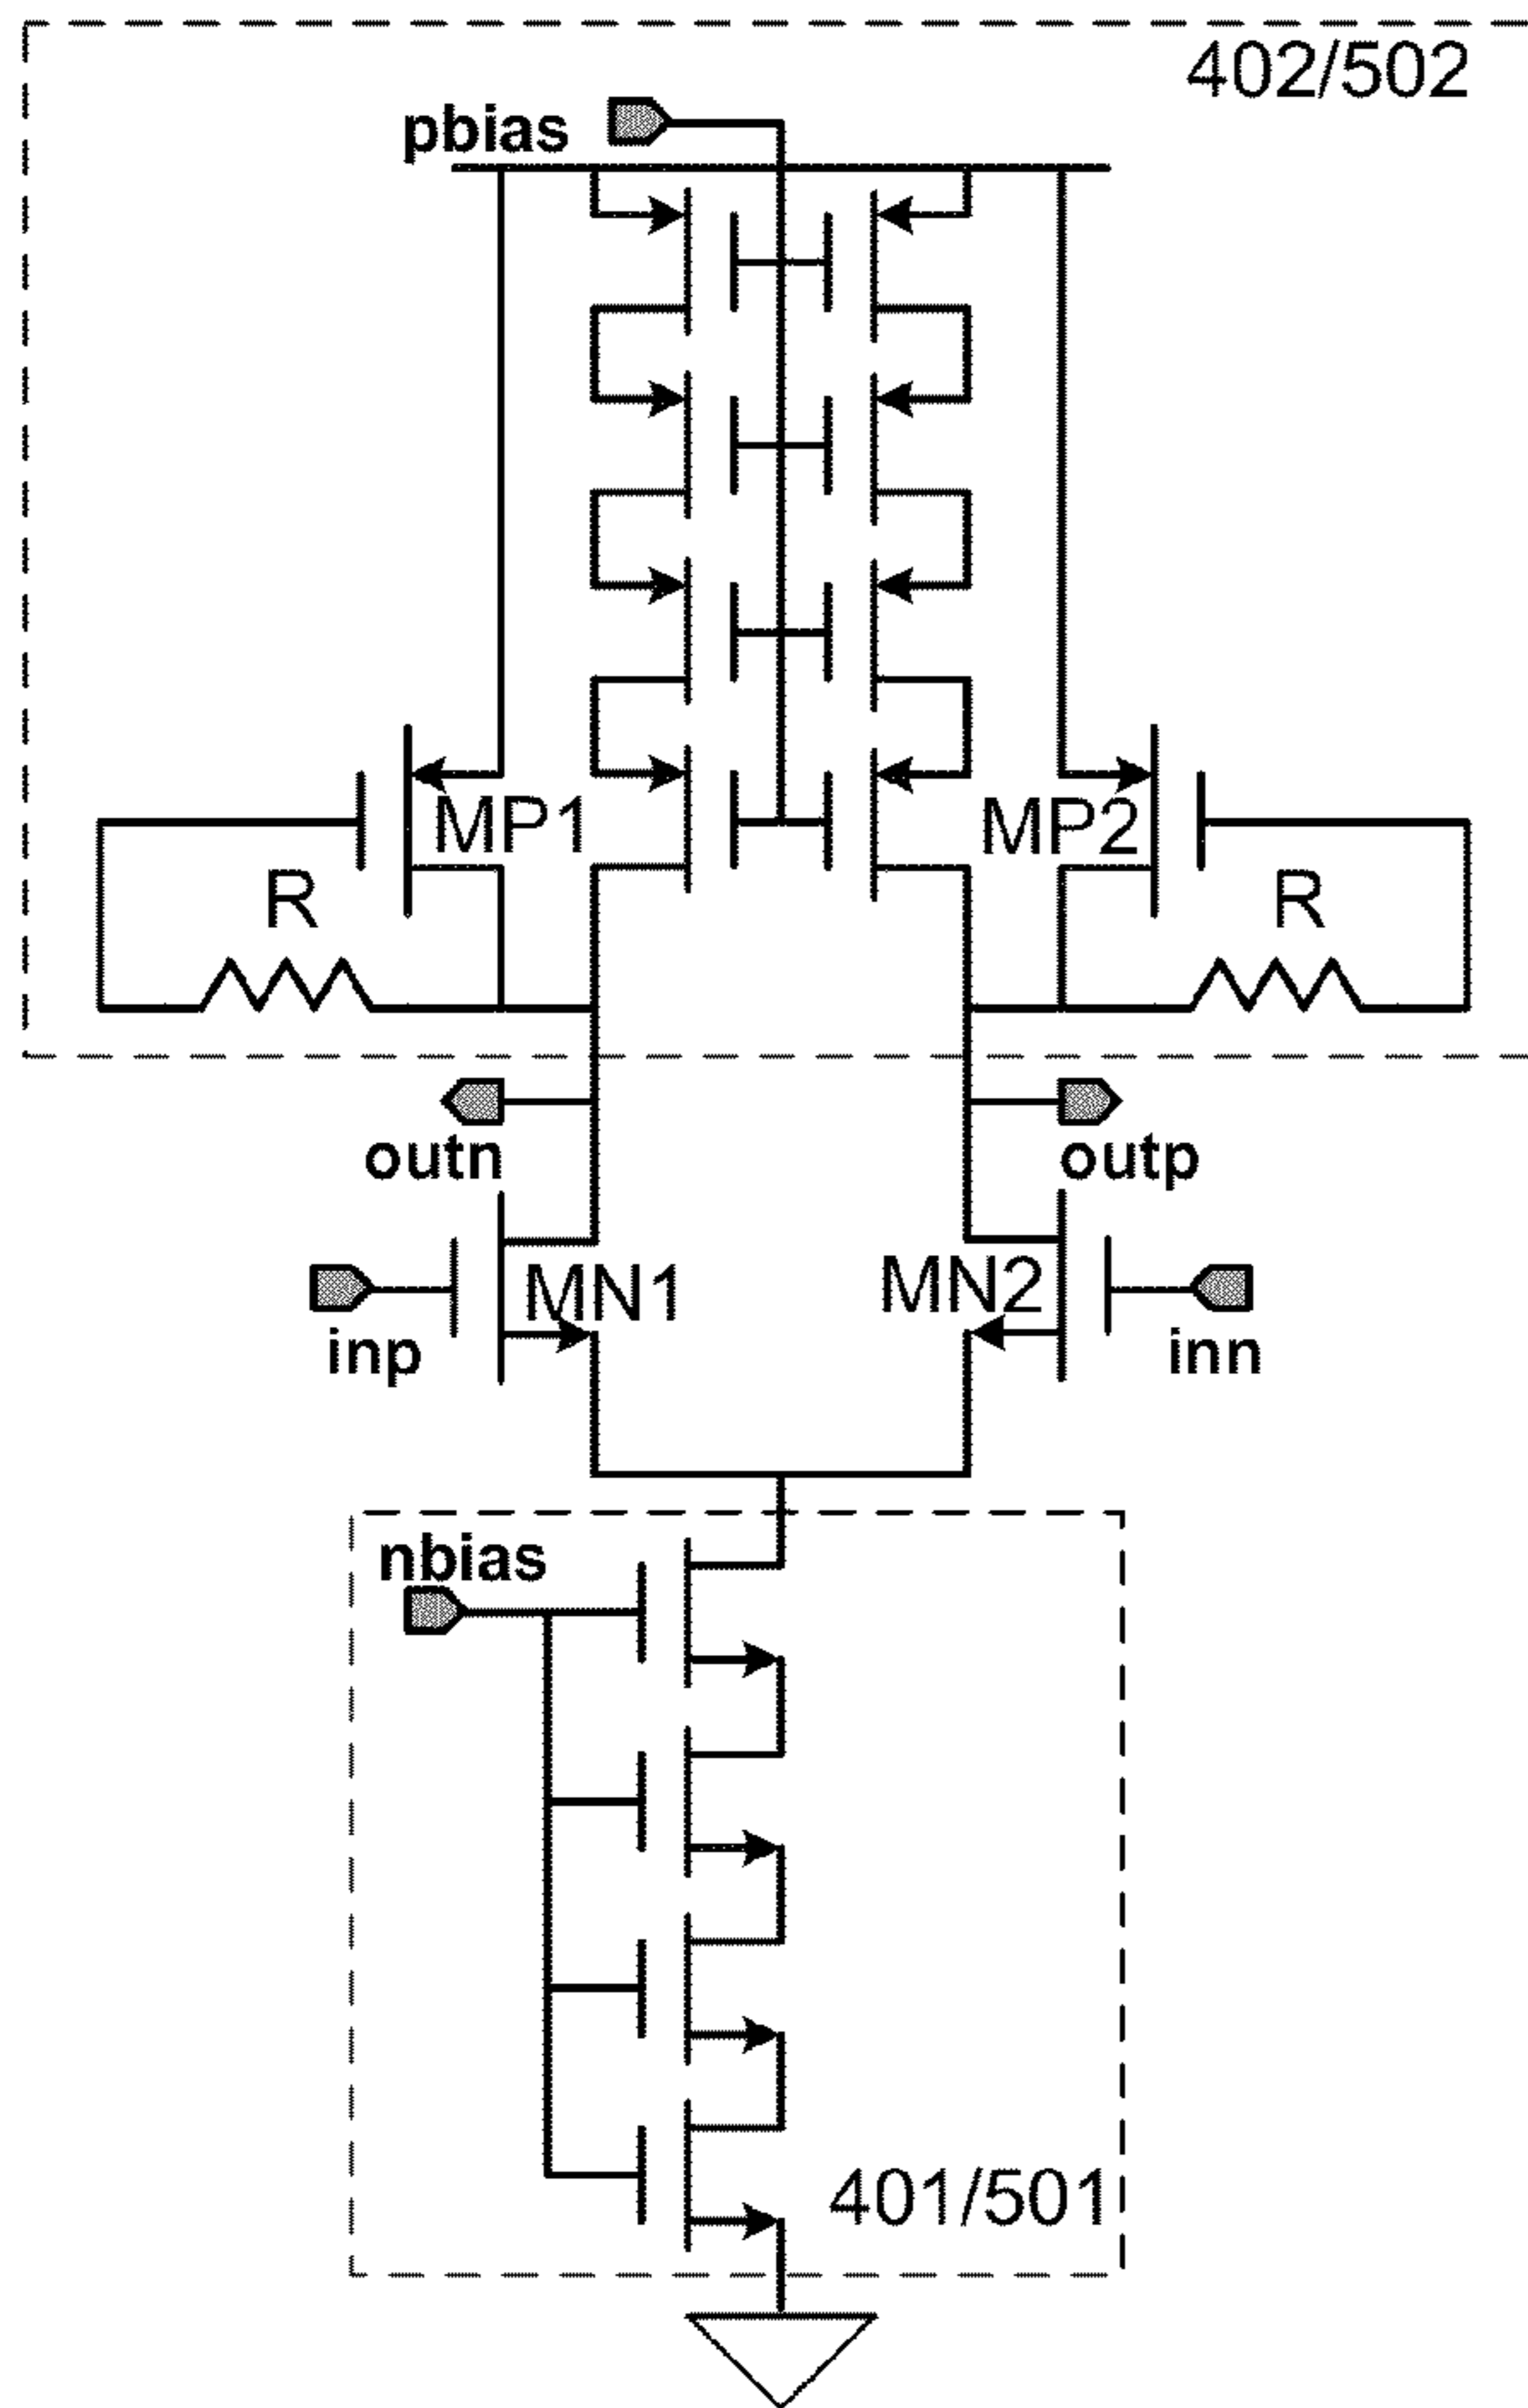 402/502
pbias
MP1
MP2
R
R
outn
outp
MN1
MN2
inp
inn
nbias
401/501